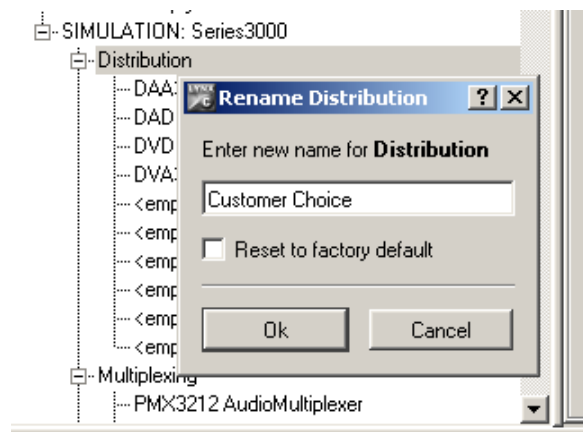 SIMULATION: Series3000
Distribution
DAA
DAD
DVD
DVA
<emp
<emp
<emp
<emp
<emp
<emp
Multiplexing
PMX3212 AudioMultiplexer
LYNX
C
Rename Distribution
Enter new name for Distribution
Customer Choice
Reset to factory default
Ok
Cancel